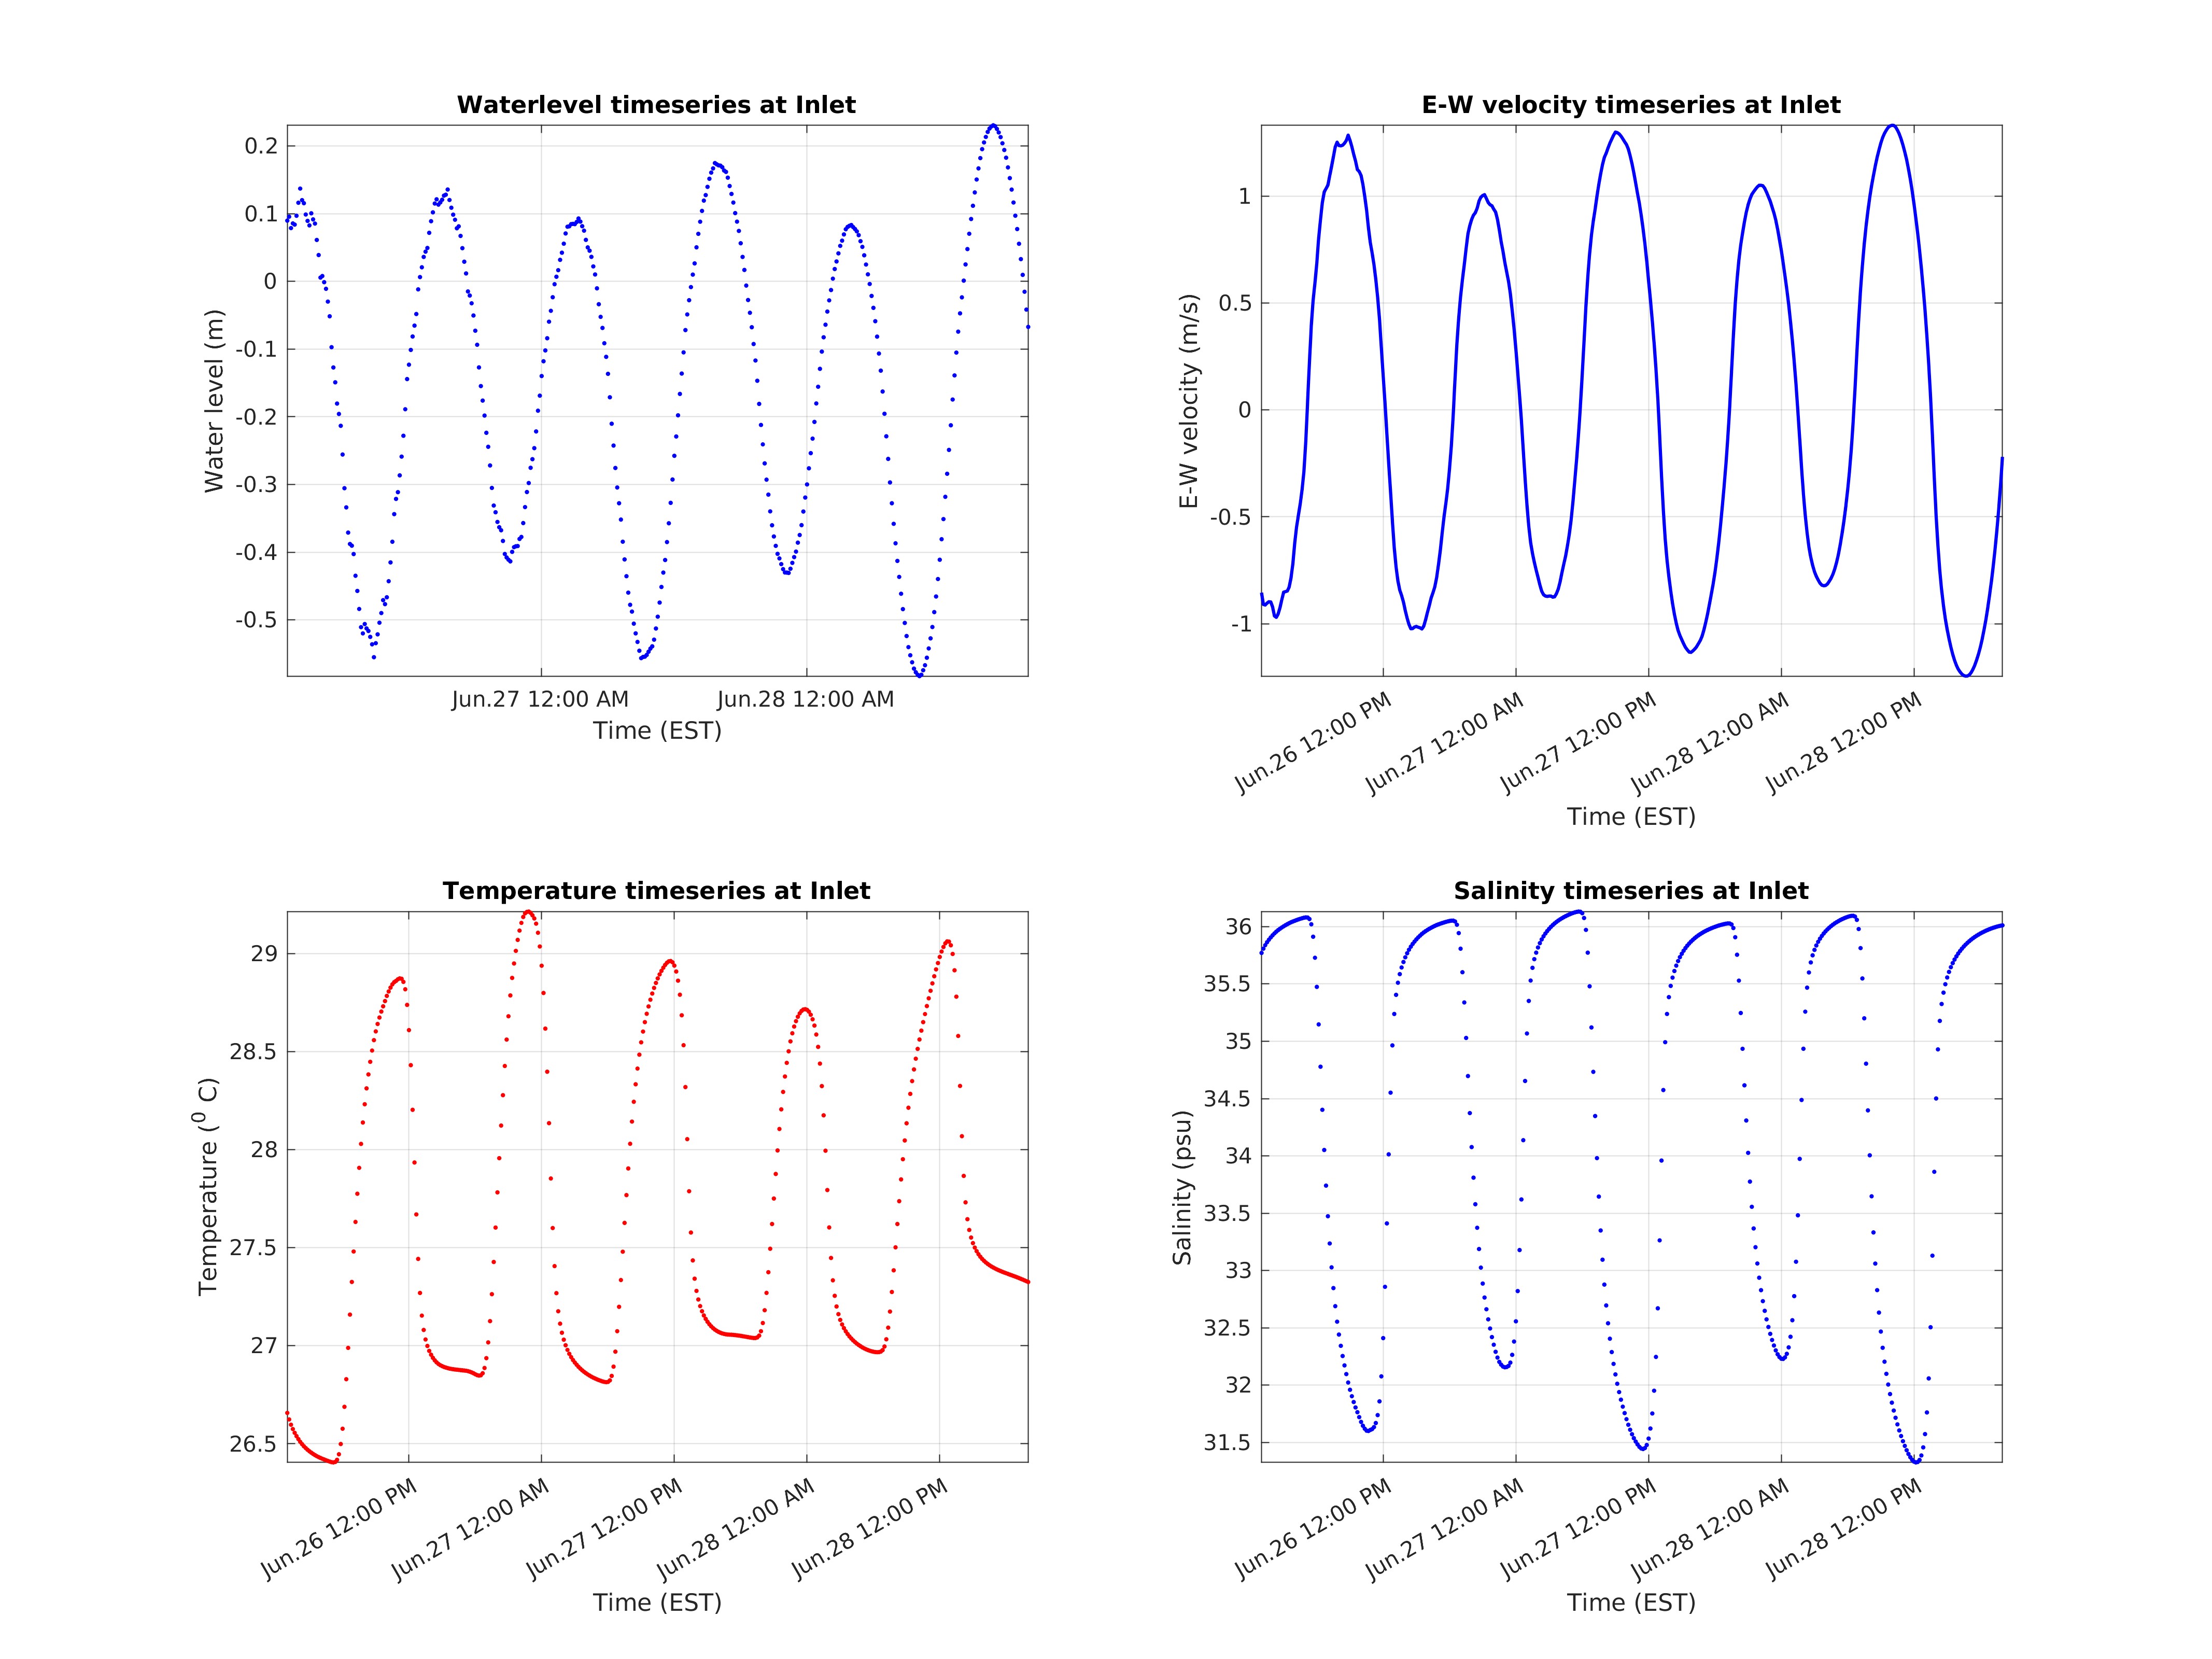 Waterlevel timeseries at Inlet
0.2
0.1
0
-0.1
-0.2
-0.3
-0.4
-0.5
Water level (m)
Jun.27 12:00 AM
Jun.28 12:00 AM
Time (EST)
E-W velocity timeseries at Inlet
1
0.5
0
-0.5
-1
E-W velocity (m/s)
Jun.26 12:00 PM
Jun.27 12:00 AM
Jun.27 12:00 PM
Jun.28 12:00 AM
Jun.28 12:00 PM
Time (EST)
Temperature timeseries at Inlet
29
28.5
28
27.5
27
26.5
Temperature (⁰ C)
Jun.26 12:00 PM
Jun.27 12:00 AM
Jun.27 12:00 PM
Jun.28 12:00 AM
Jun.28 12:00 PM
Time (EST)
Salinity timeseries at Inlet
36
35.5
35
34.5
34
33.5
33
32.5
32
31.5
Salinity (psu)
Jun.26 12:00 PM
Jun.27 12:00 AM
Jun.27 12:00 PM
Jun.28 12:00 AM
Jun.28 12:00 PM
Time (EST)